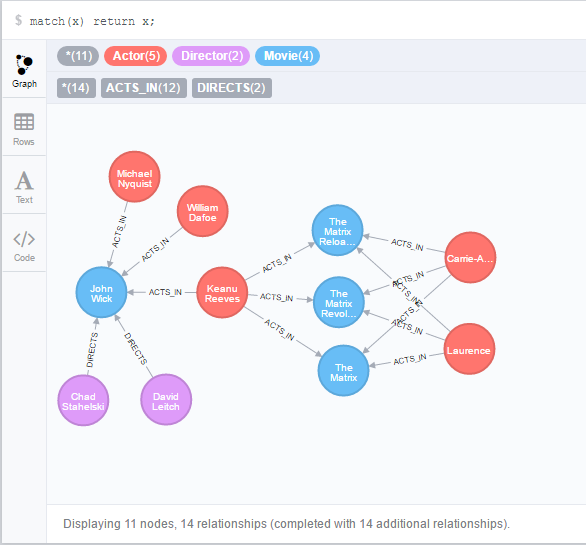 $ match(x) return x;
*(11) Actor(5) Director(2) Movie(4)
*(14) ACTS_IN(12) DIRECTS(2)
Graph
Rows
Text
Code
Michael
Nyquist
William
Dafoe
ACTS_IN
ACTS_IN
John
Wick
ACTS_IN
Keanu
Reeves
ACTS_IN
ACTS_IN
ACTS_IN
The
Matrix
Reloa...
The
Matrix
Revol...
The
Matrix
ACTS_IN
ACTS_IN
ACTS_IN
ACTS_IN
ACTS_IN
ACTS_IN
Carrie-A...
Laurence
DIRECTS
DIRECTS
Chad
Stahelski
David
Leitch
Displaying 11 nodes, 14 relationships (completed with 14 additional relationships).